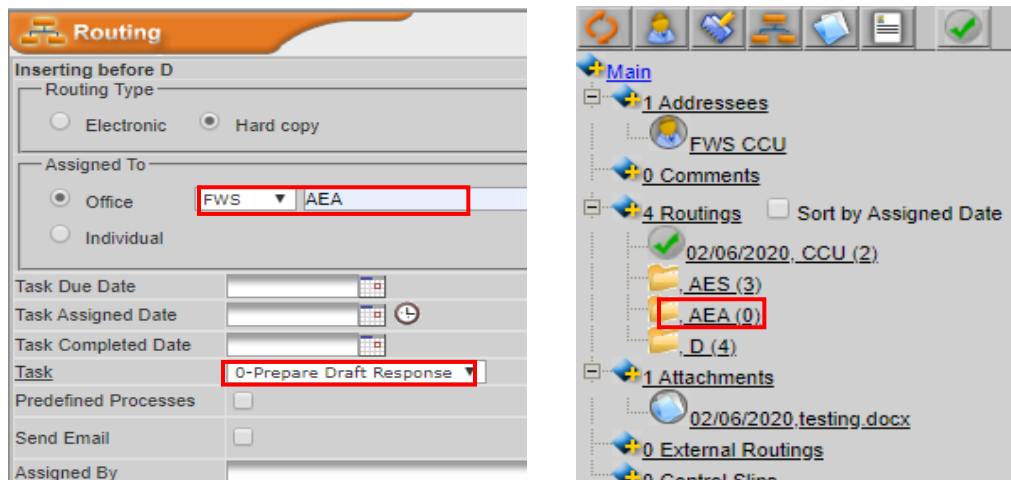 Routing
Inserting before D
Routing Type
Electronic Hard copy
Assigned To
Office FWS AEA
Individual
Task Due Date
Task Assigned Date
Task Completed Date
Task 0-Prepare Draft Response
Predefined Processes
Send Email
Assigned By
Main
1 Addressees
FWS CCU
0 Comments
4 Routings Sort by Assigned Date
02/06/2020, CCU (2)
, AES (3)
, AEA (0)
, D (4)
1 Attachments
02/06/2020,testing.docx
0 External Routings
0 Control Slips